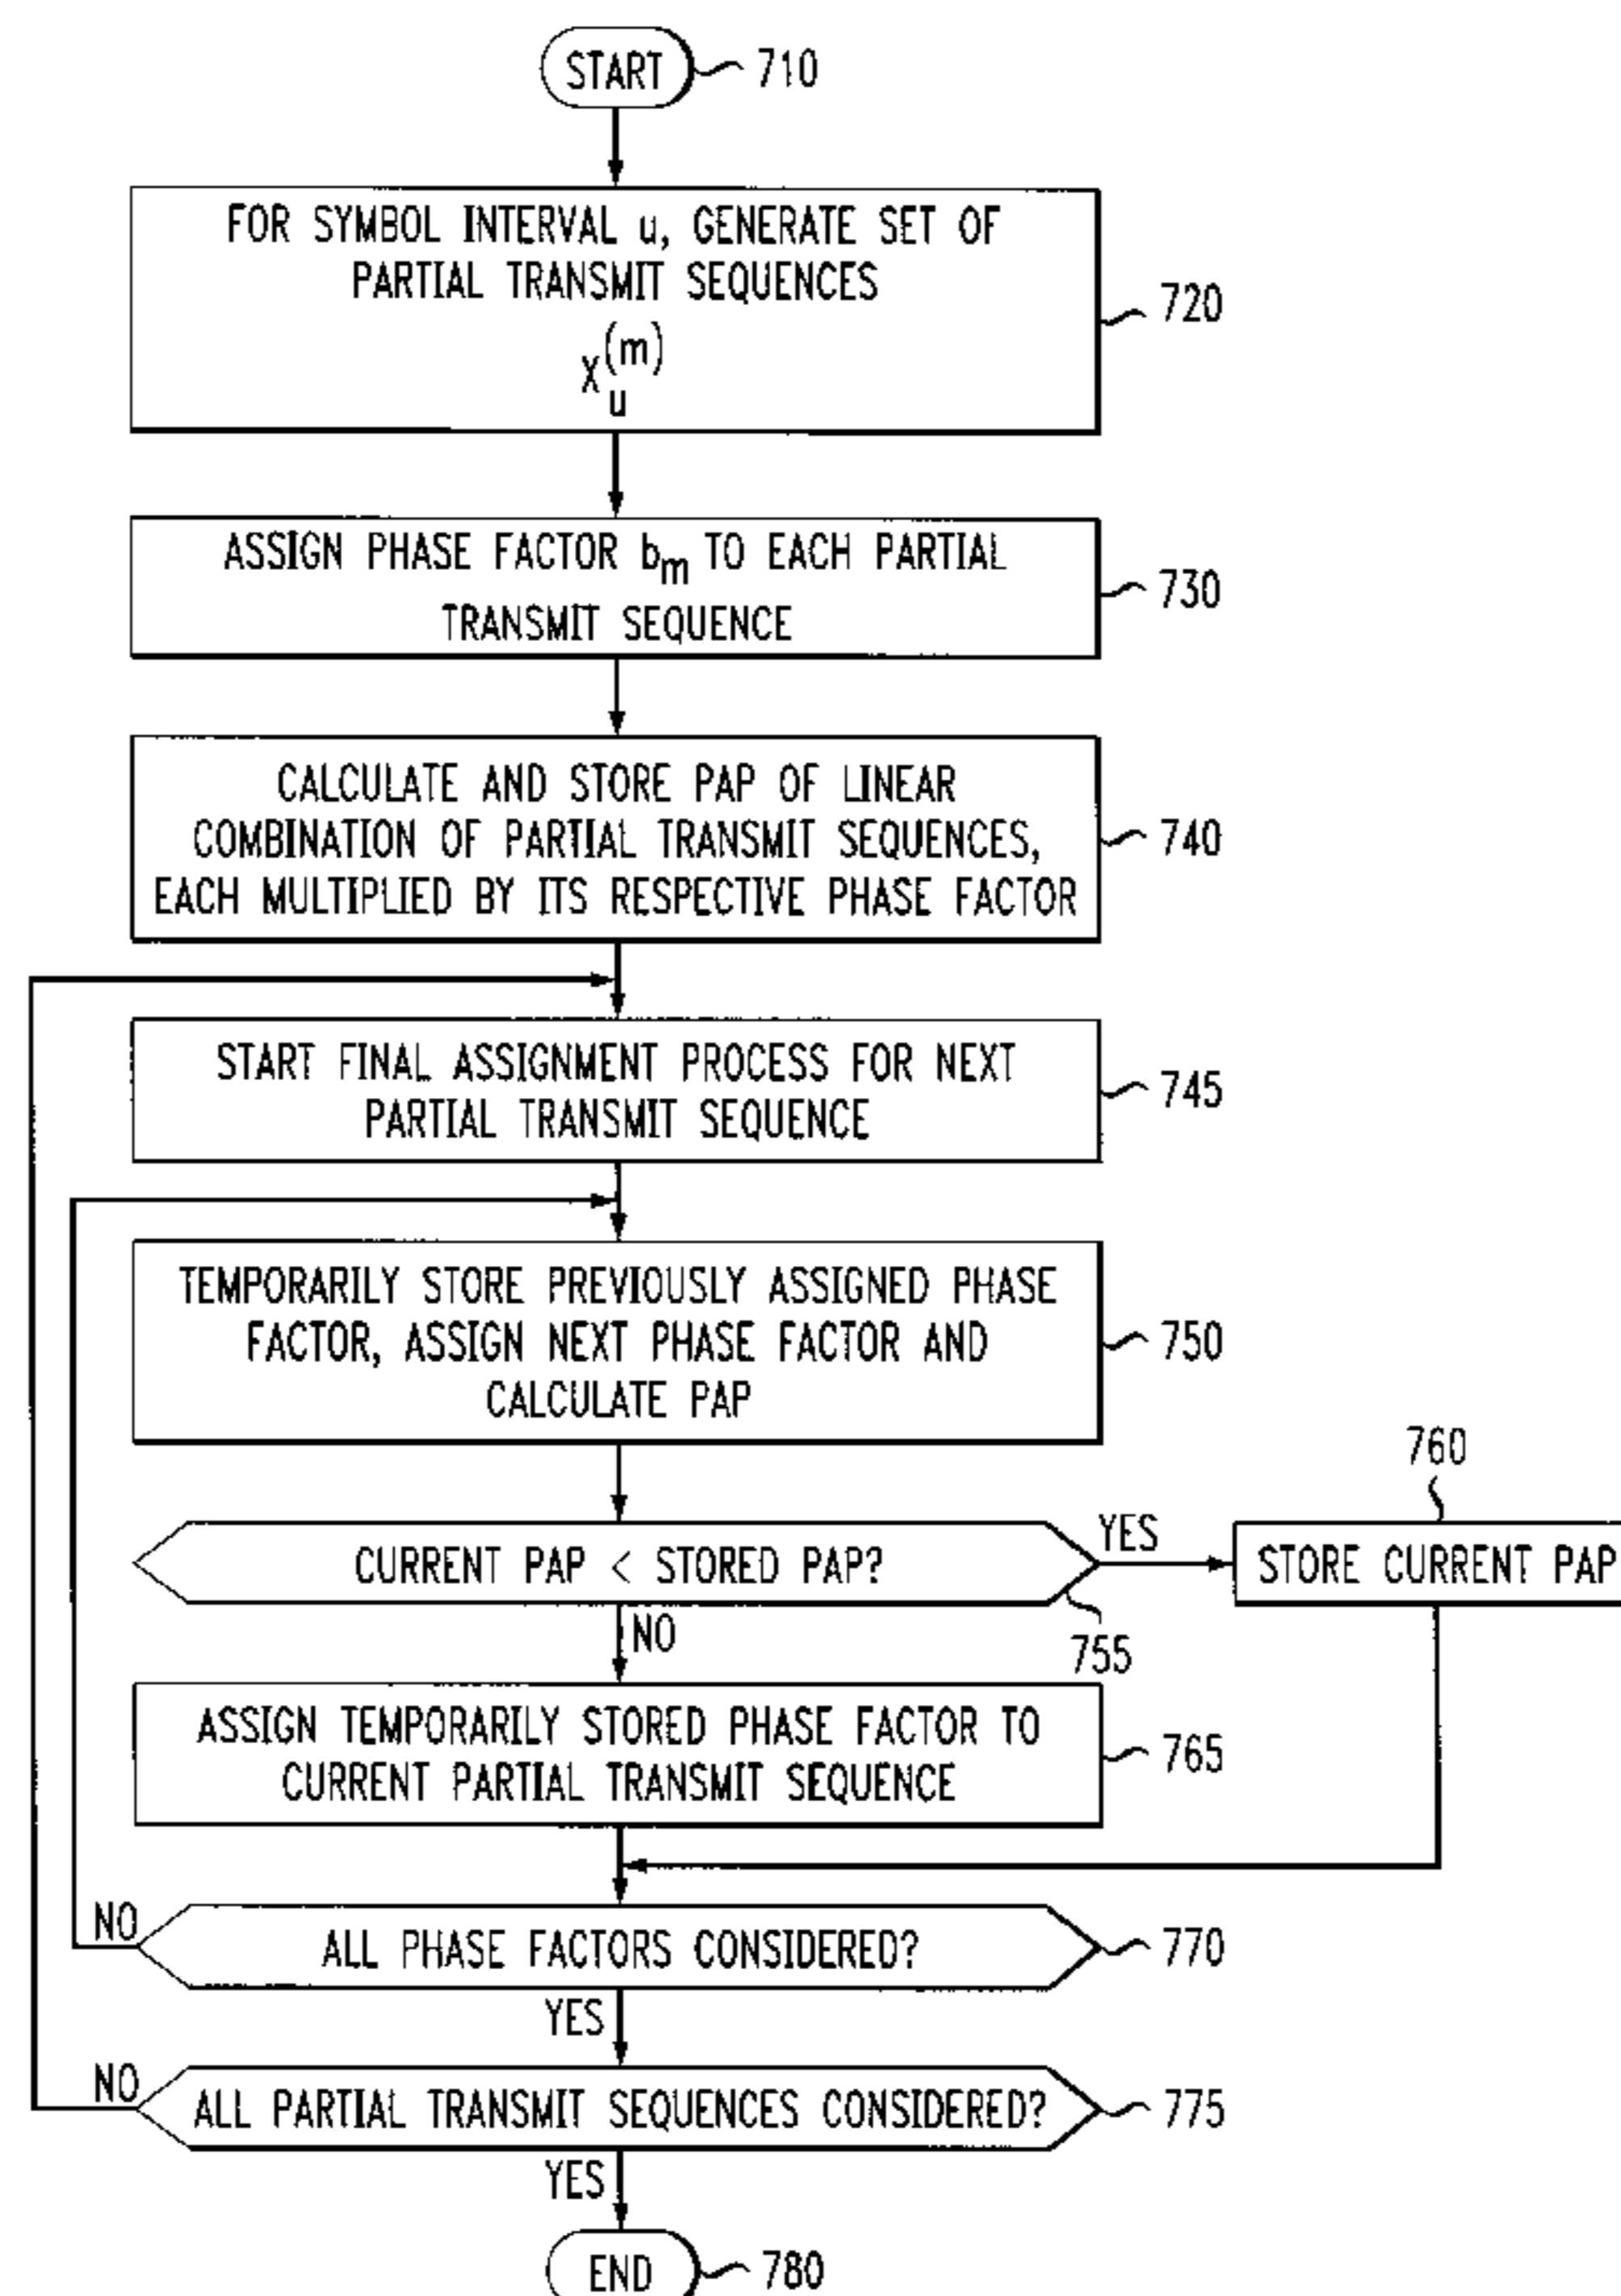 START
710
FOR SYMBOL INTERVAL u, GENERATE SET OF
PARTIAL TRANSMIT SEQUENCES
x_u^(m)
720
ASSIGN PHASE FACTOR b_m TO EACH PARTIAL
TRANSMIT SEQUENCE
730
CALCULATE AND STORE PAP OF LINEAR
COMBINATION OF PARTIAL TRANSMIT SEQUENCES,
EACH MULTIPLIED BY ITS RESPECTIVE PHASE FACTOR
740
START FINAL ASSIGNMENT PROCESS FOR NEXT
PARTIAL TRANSMIT SEQUENCE
745
TEMPORARILY STORE PREVIOUSLY ASSIGNED PHASE
FACTOR, ASSIGN NEXT PHASE FACTOR AND
CALCULATE PAP
750
CURRENT PAP < STORED PAP?
755
YES
760
STORE CURRENT PAP
NO
ASSIGN TEMPORARILY STORED PHASE FACTOR TO
CURRENT PARTIAL TRANSMIT SEQUENCE
765
NO
ALL PHASE FACTORS CONSIDERED?
770
YES
NO
ALL PARTIAL TRANSMIT SEQUENCES CONSIDERED?
775
YES
END
780